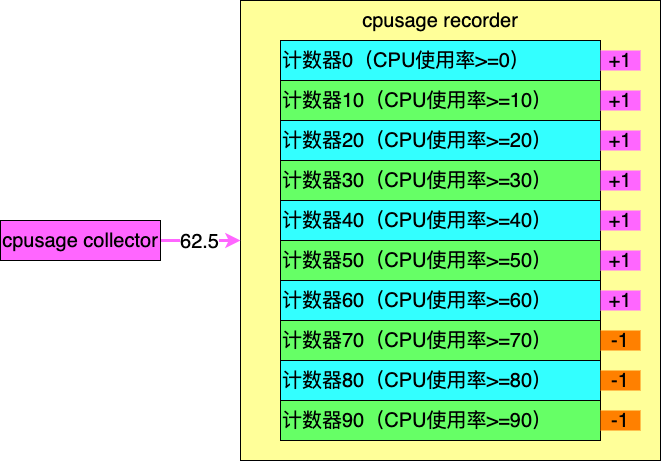 cpusage recorder
计数器0（CPU使用率>=0） +1
计数器10（CPU使用率>=10） +1
计数器20（CPU使用率>=20） +1
计数器30（CPU使用率>=30） +1
计数器40（CPU使用率>=40） +1
cpusage collector 62.5
计数器50（CPU使用率>=50） +1
计数器60（CPU使用率>=60） +1
计数器70（CPU使用率>=70） -1
计数器80（CPU使用率>=80） -1
计数器90（CPU使用率>=90） -1